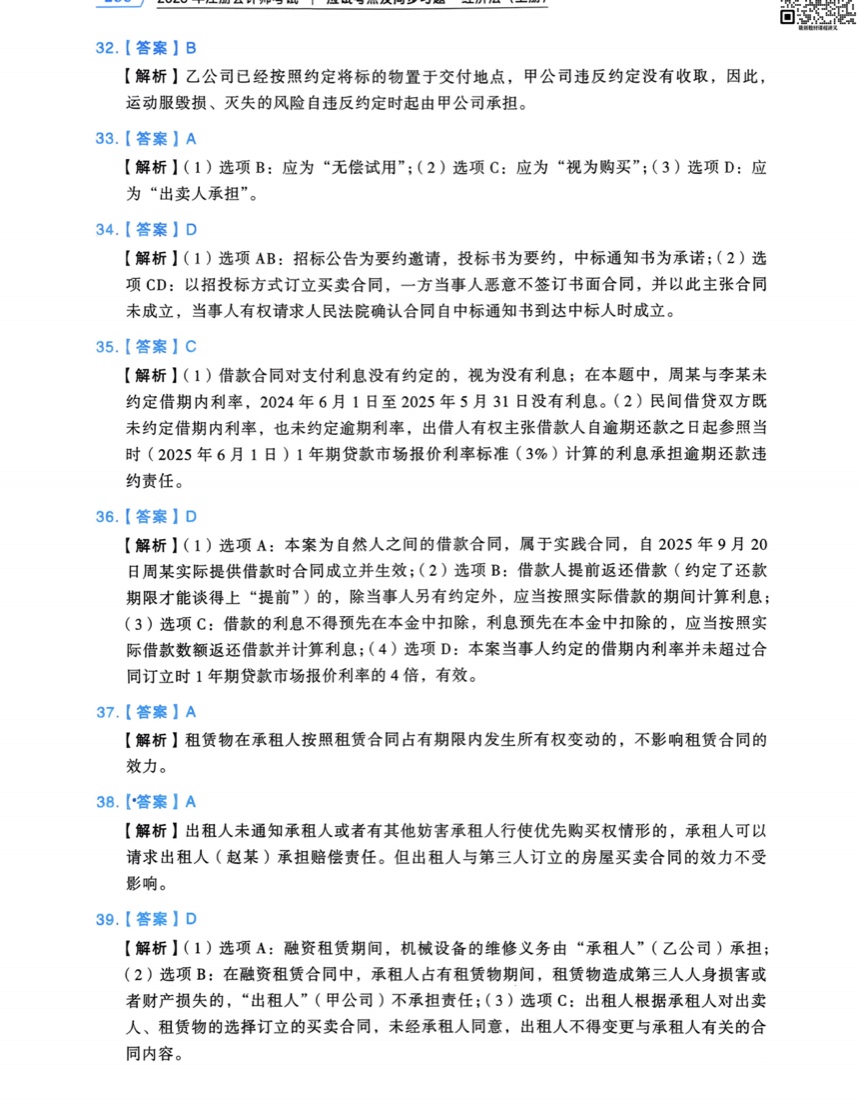 32.【答案】B
【解析】乙公司已经按照约定将标的物置于交付地点，甲公司违反约定没有收取，因此，
运动服毁损、灭失的风险自违反约定时起由甲公司承担。
33.【答案】A
【解析】(1)选项B：应为“无偿试用”；(2)选项C：应为“视为购买”；(3)选项D：应
为“出卖人承担”。
34.【答案】D
【解析】(1)选项AB：招标公告为要约邀请，投标书为要约，中标通知书为承诺；(2)选
项CD：以招投标方式订立买卖合同，一方当事人恶意不签订书面合同，并以此主张合同
未成立，当事人有权请求人民法院确认合同自中标通知书到达中标人时成立。
35.【答案】C
【解析】(1)借款合同对支付利息没有约定的，视为没有利息；在本题中，周某与李某未
约定借期内利率，2024年6月1日至2025年5月31日没有利息。(2)民间借贷双方既
未约定借期内利率，也未约定逾期利率，出借人有权主张借款人自逾期还款之日起参照当
时(2025年6月1日)1年期贷款市场报价利率标准(3%)计算的利息承担逾期还款违
约责任。
36.【答案】D
【解析】(1)选项A：本案为自然人之间的借款合同，属于实践合同，自2025年9月20
日周某实际提供借款时合同成立并生效；(2)选项B：借款人提前返还借款(约定了还款
期限才能谈得上“提前”)的，除当事人另有约定外，应当按照实际借款的期间计算利息；
(3)选项C：借款的利息不得预先在本金中扣除，利息预先在本金中扣除的，应当按照实
际借款数额返还借款并计算利息；(4)选项D：本案当事人约定的借期内利率并未超过合
同订立时1年期贷款市场报价利率的4倍，有效。
37.【答案】A
【解析】租赁物在承租人按照租赁合同占有期限内发生所有权变动的，不影响租赁合同的
效力。
38.【答案】A
【解析】出租人未通知承租人或者有其他妨害承租人行使优先购买权情形的，承租人可以
请求出租人(赵某)承担赔偿责任。但出租人与第三人订立的房屋买卖合同的效力不受
影响。
39.【答案】D
【解析】(1)选项A：融资租赁期间，机械设备的维修义务由“承租人”(乙公司)承担；
(2)选项B：在融资租赁合同中，承租人占有租赁物期间，租赁物造成第三人人身损害或
者财产损失的，“出租人”(甲公司)不承担责任；(3)选项C：出租人根据承租人对出卖
人、租赁物的选择订立的买卖合同，未经承租人同意，出租人不得变更与承租人有关的合
同内容。